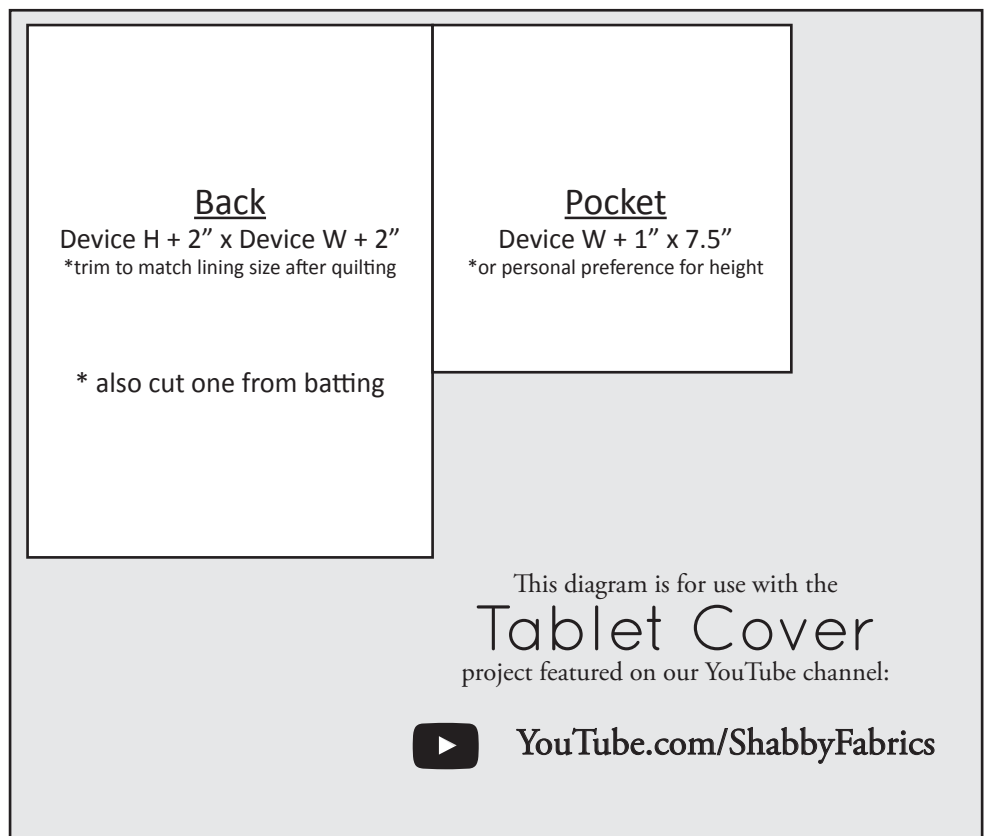 Back
Device H + 2” x Device W + 2”
*trim to match lining size after quilting
* also cut one from batting
Pocket
Device W + 1” x 7.5”
*or personal preference for height
This diagram is for use with the
Tablet Cover
project featured on our YouTube channel:
YouTube.com/ShabbyFabrics